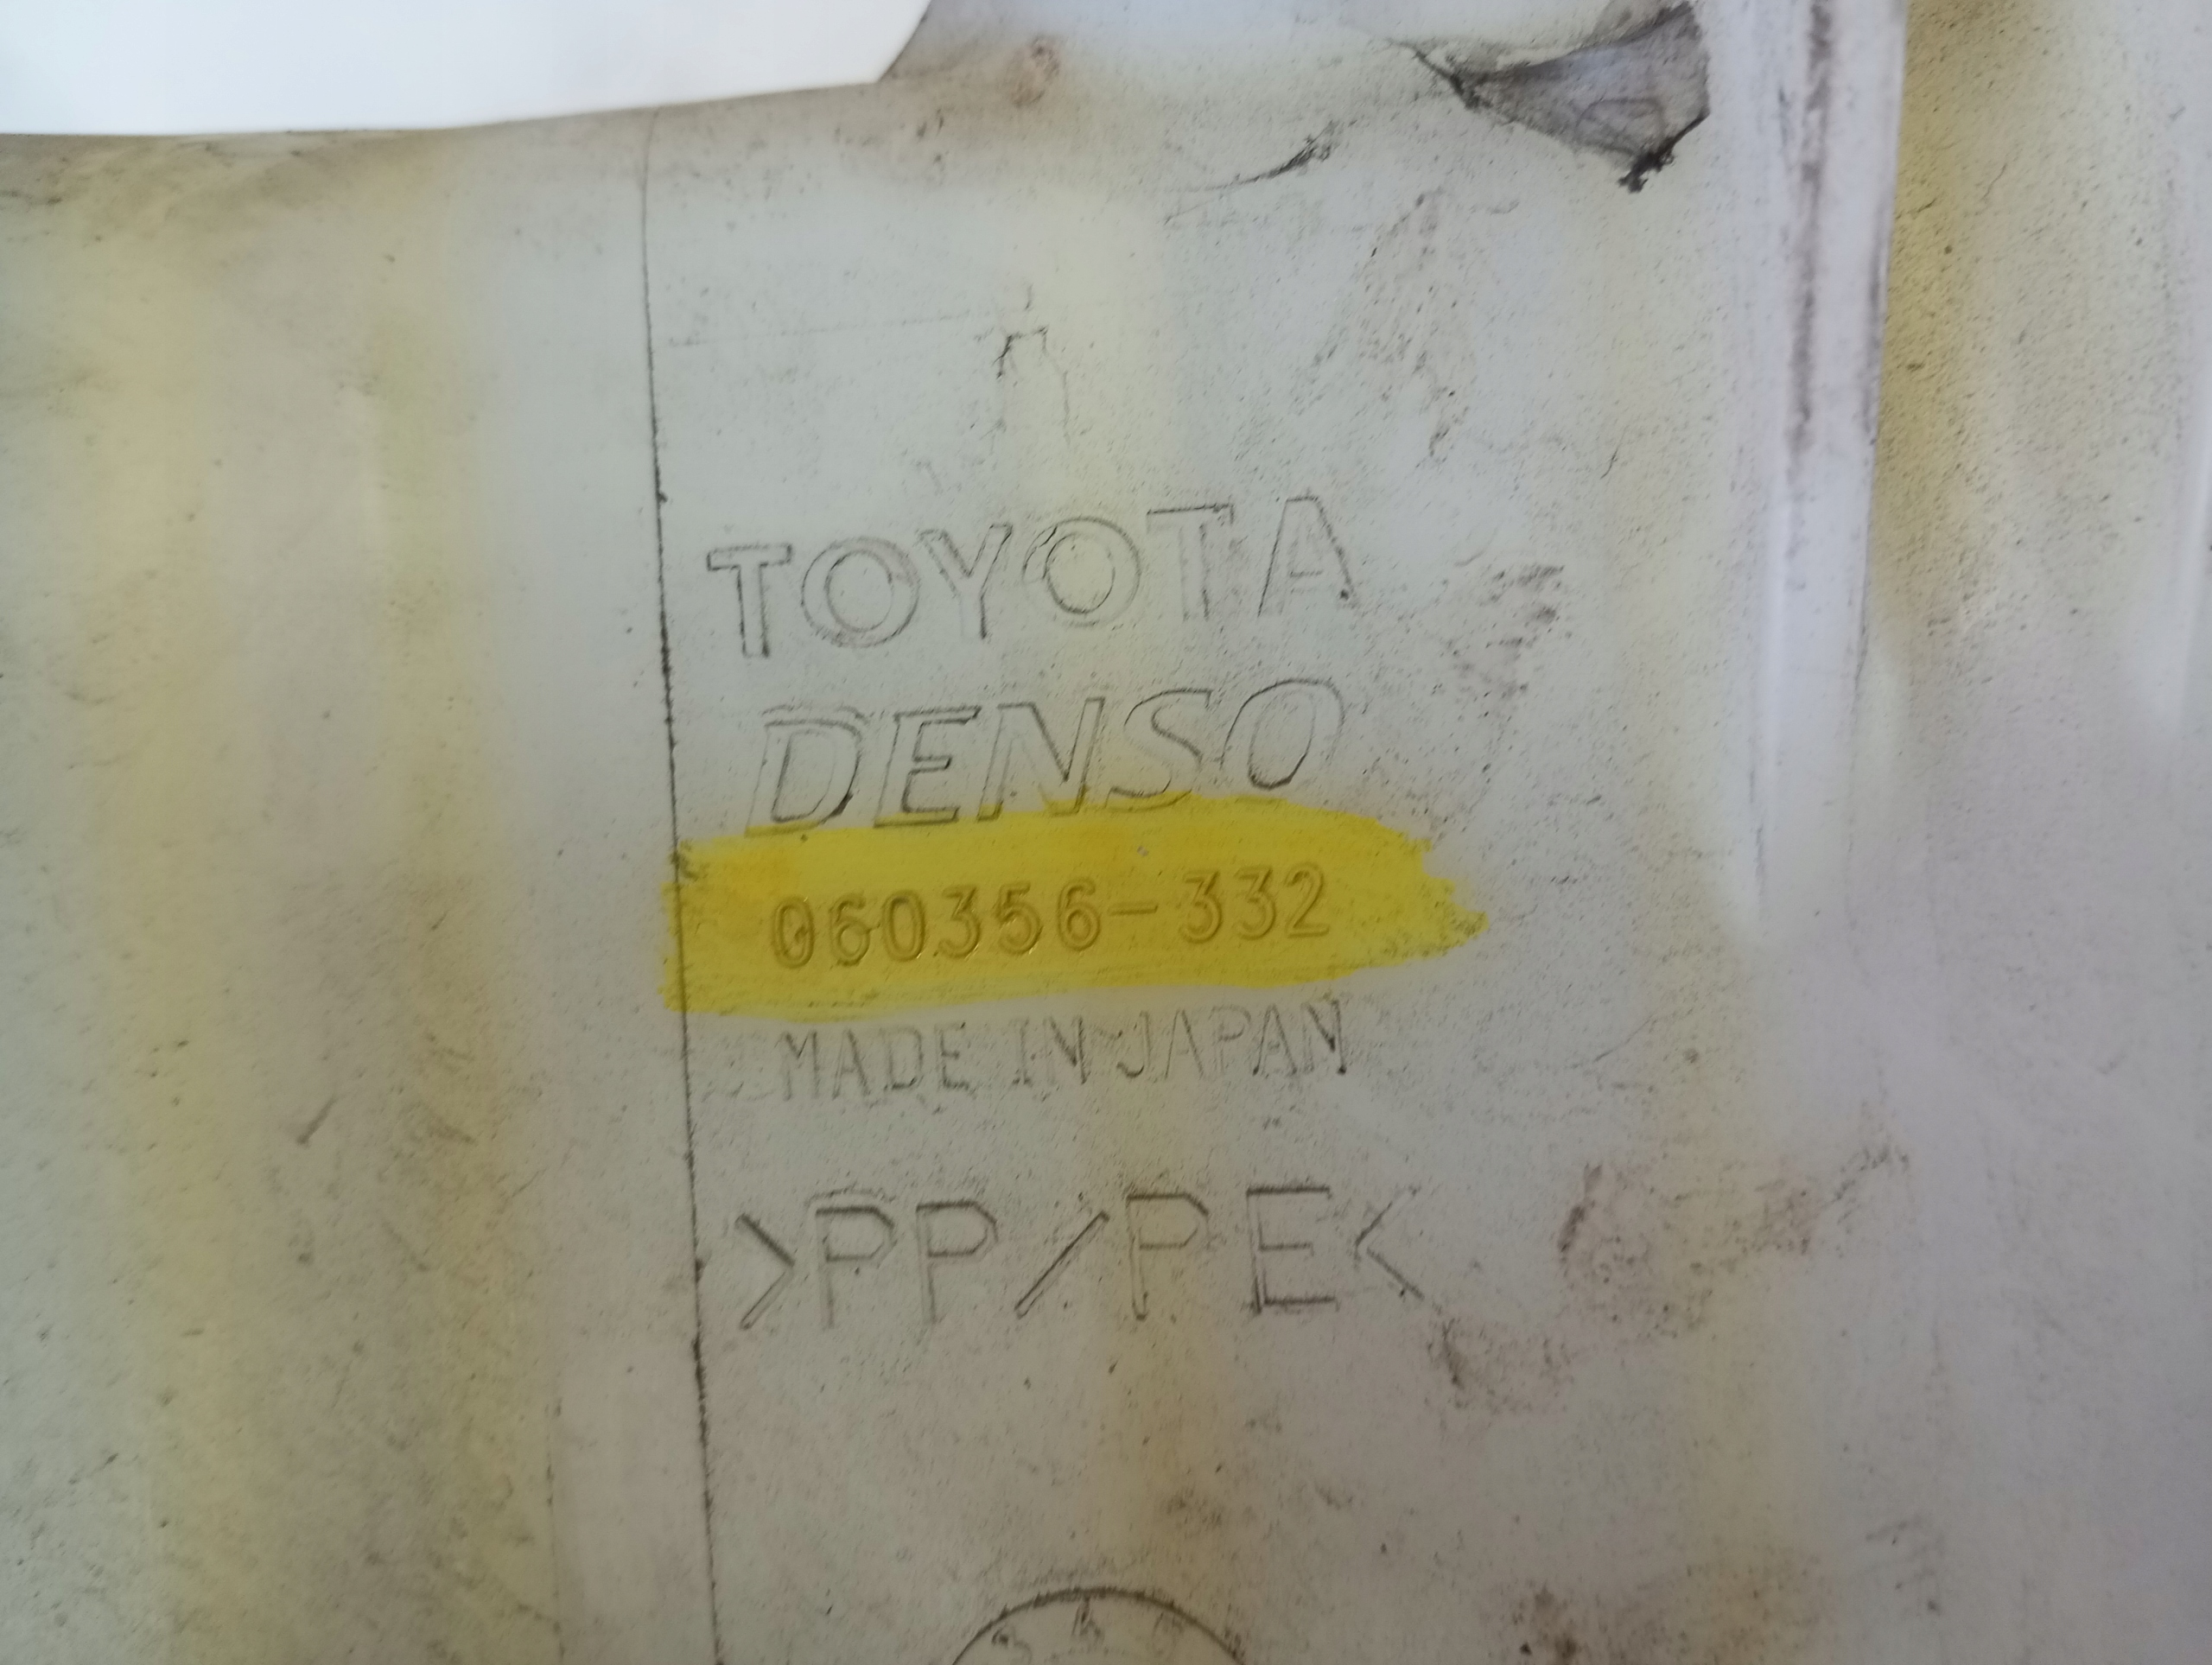 TOYOTA
DENSO
060356-332
MADE IN JAPAN
>PP/PE<